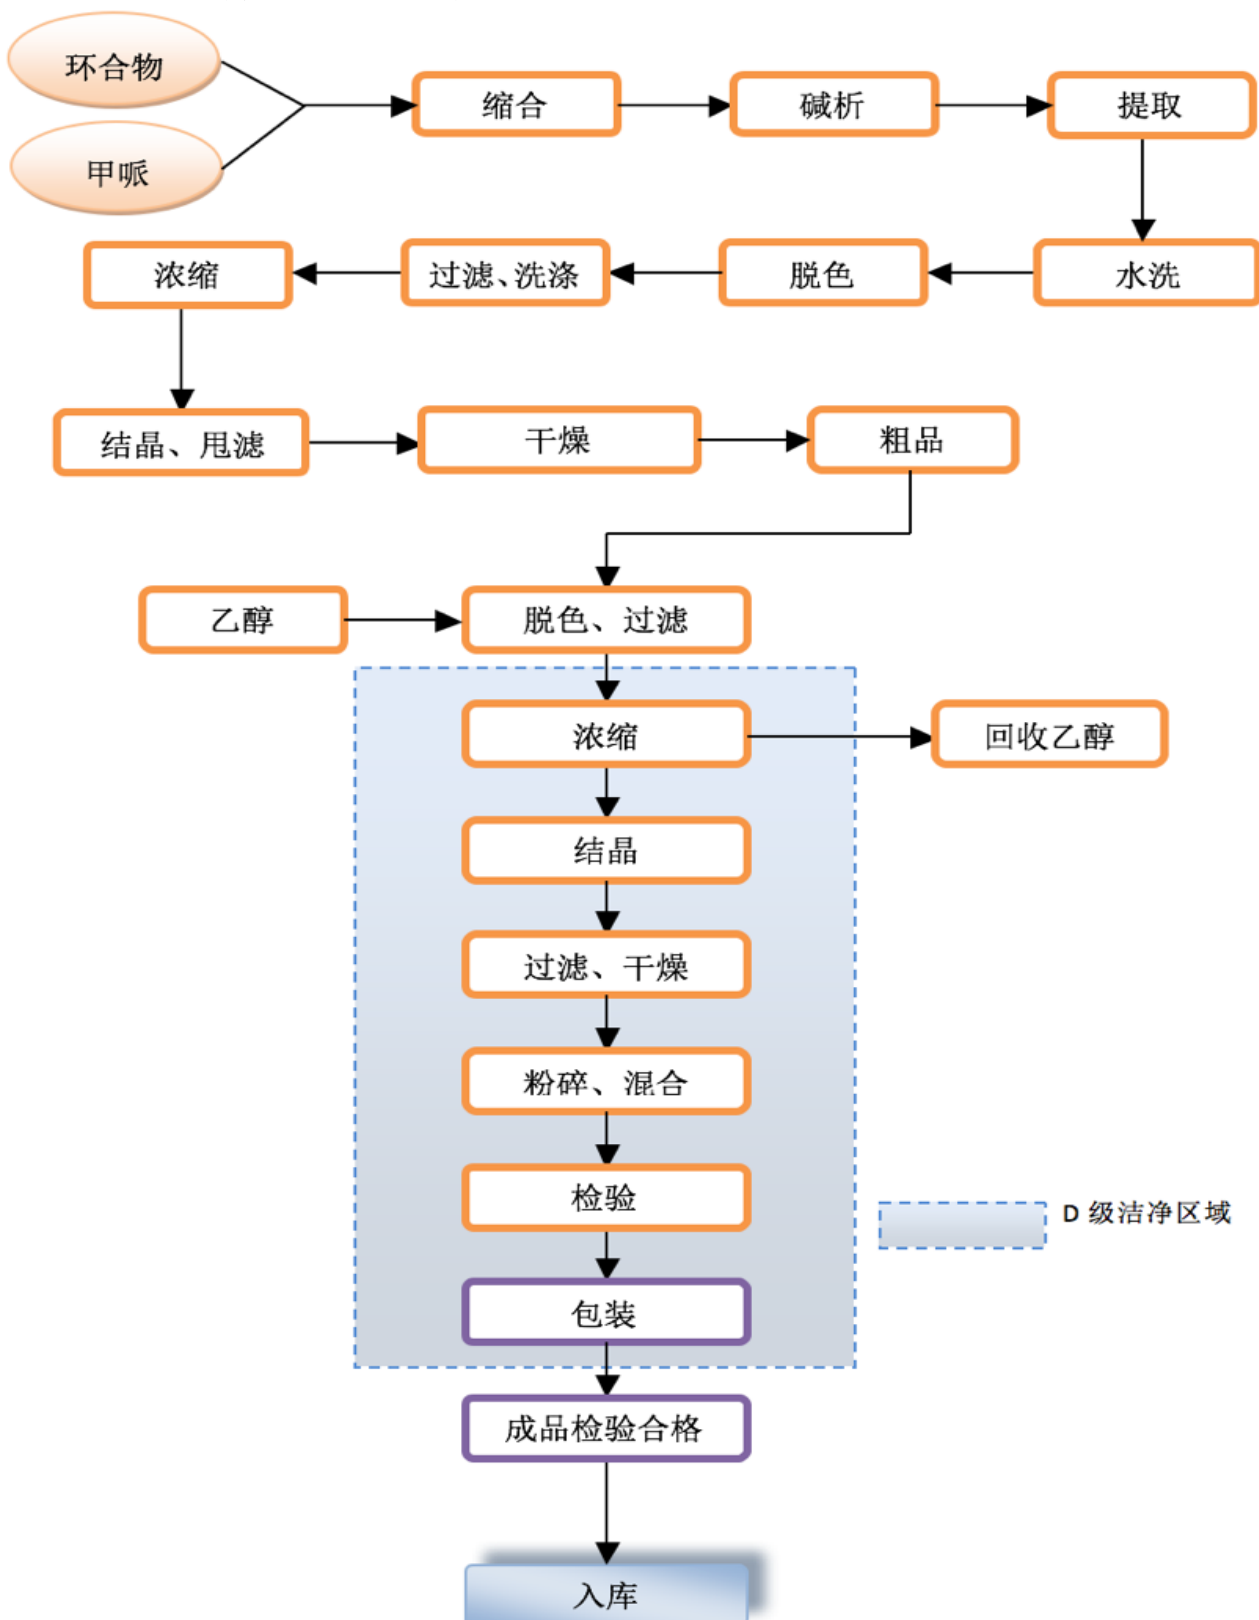 环合物
甲哌
缩合
碱析
提取
水洗
脱色
过滤、洗涤
浓缩
结晶、甩滤
干燥
粗品
乙醇
脱色、过滤
浓缩
回收乙醇
结晶
过滤、干燥
粉碎、混合
检验
D 级洁净区域
包装
成品检验合格
入库